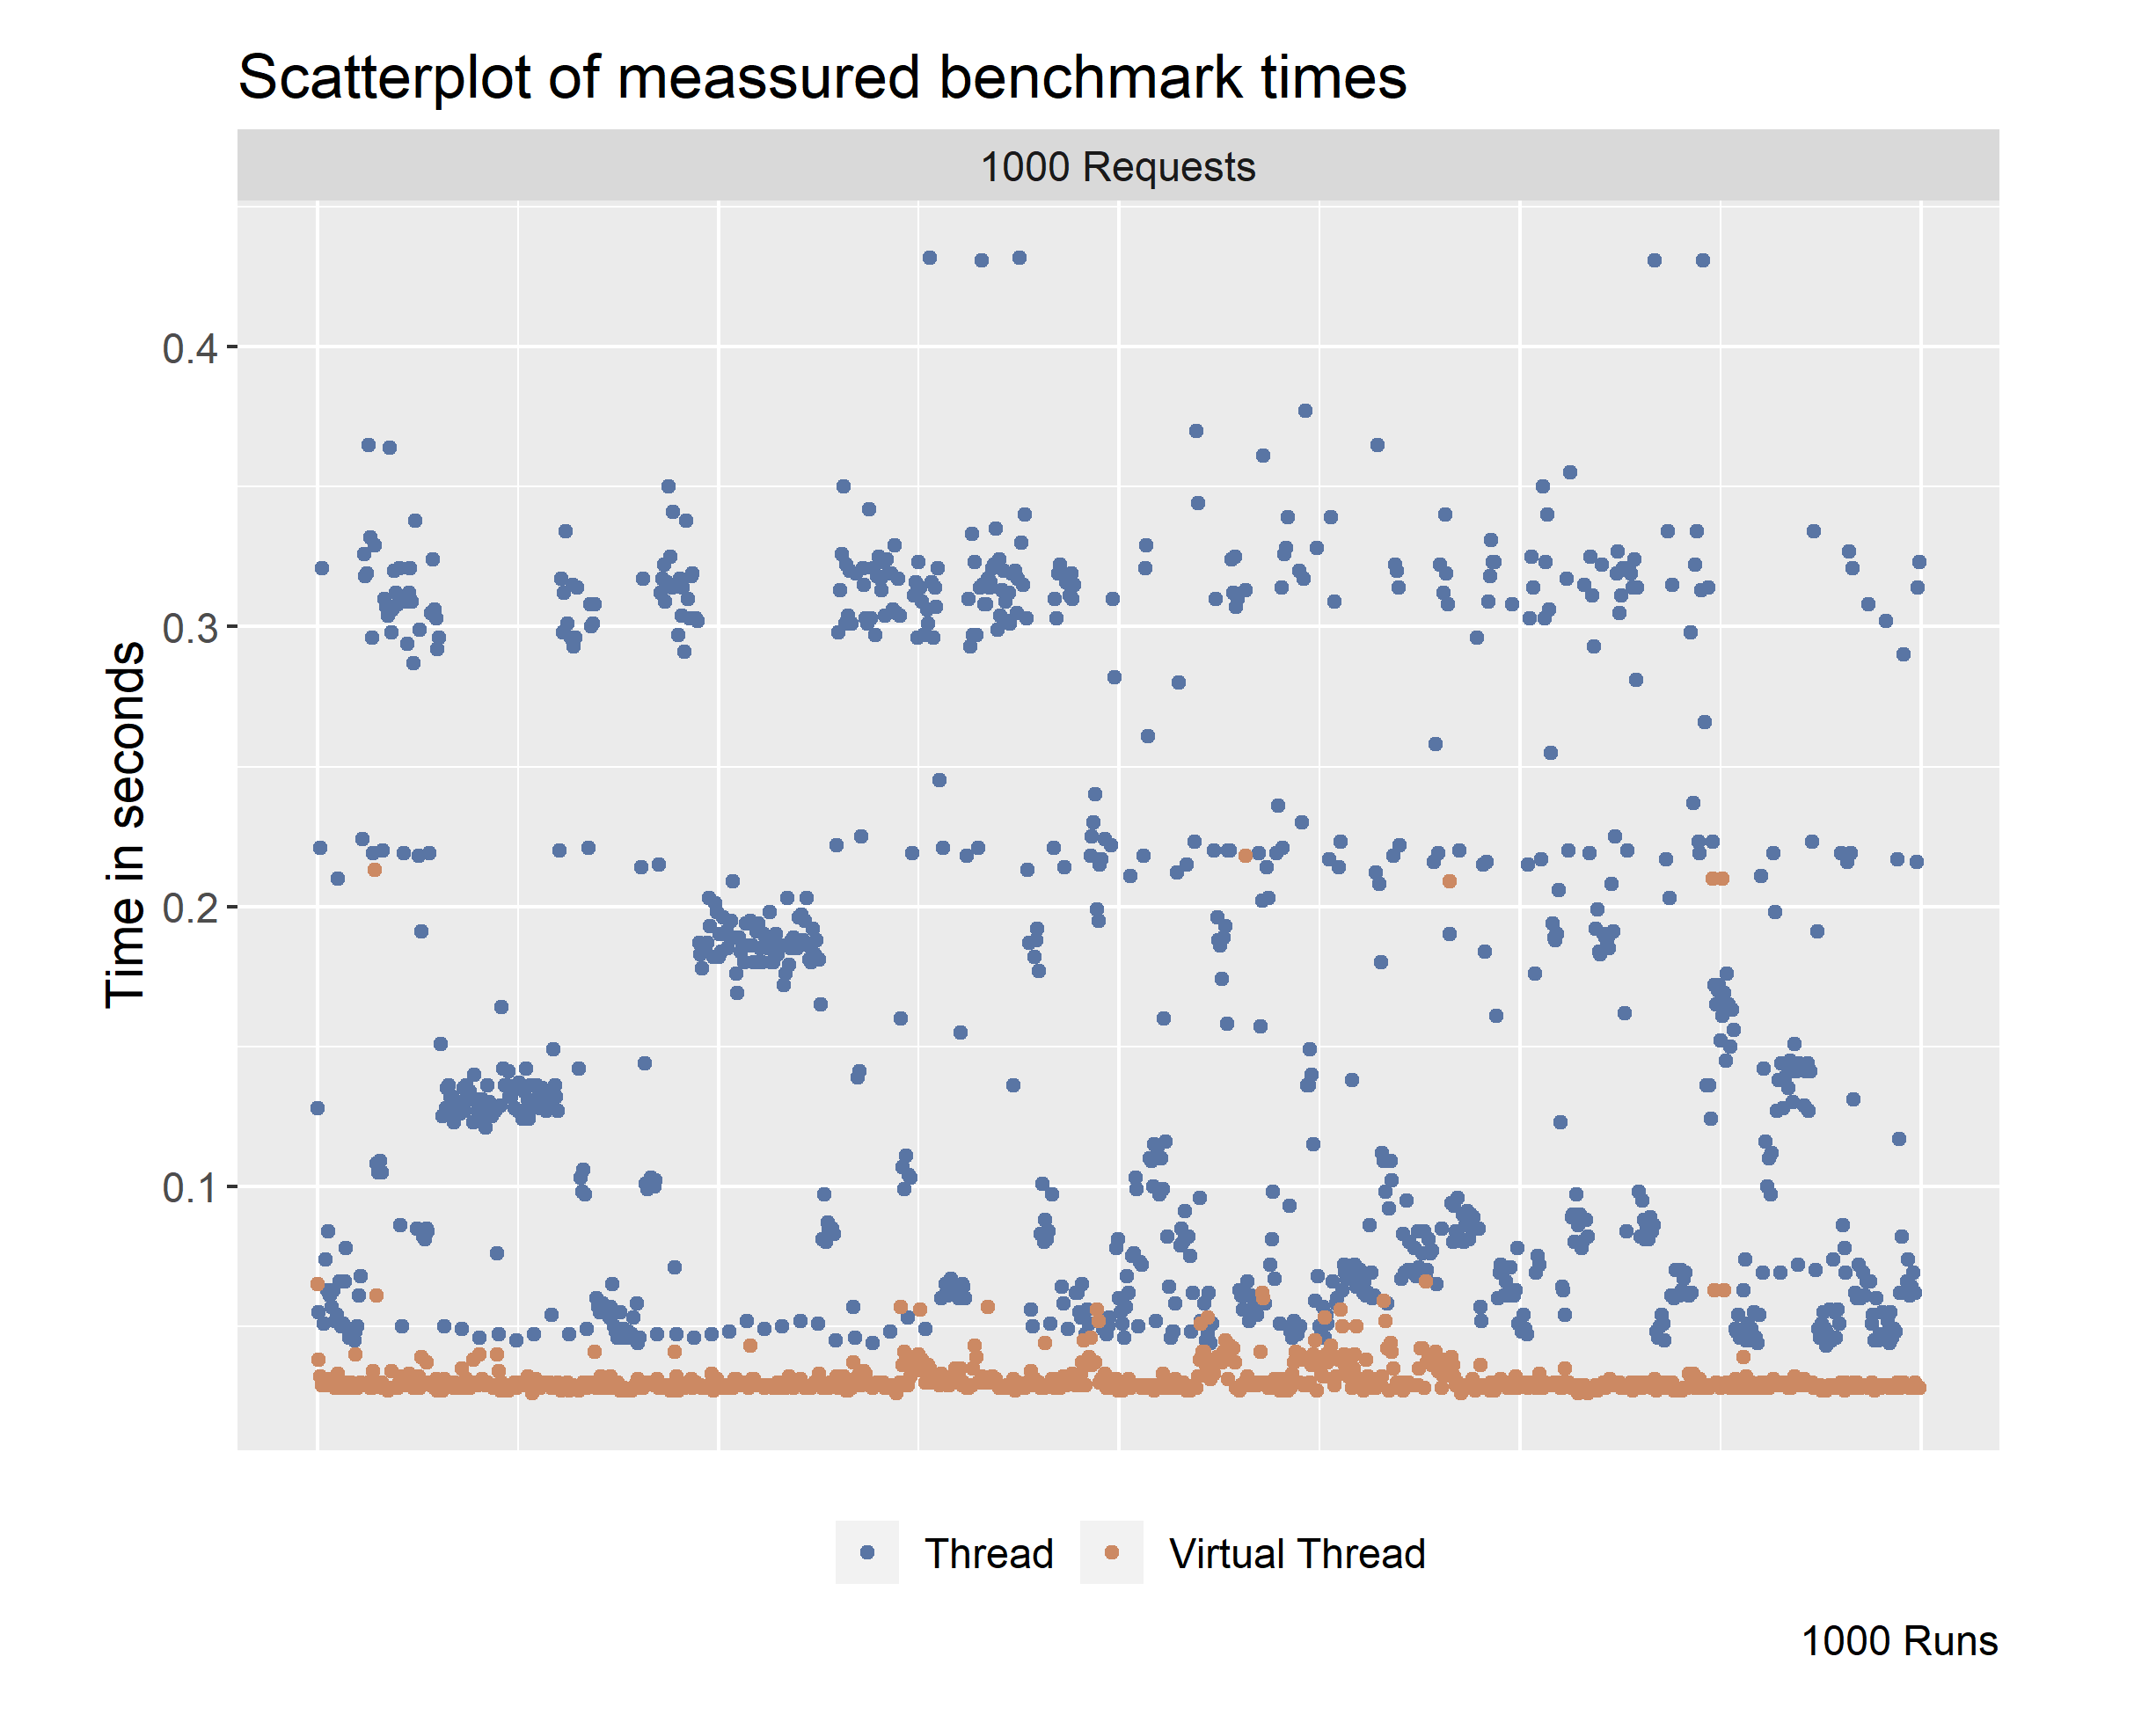 Scatterplot of meassured benchmark times
1000 Requests
Time in seconds
0.4
0.3
0.2
0.1
Thread
Virtual Thread
1000 Runs